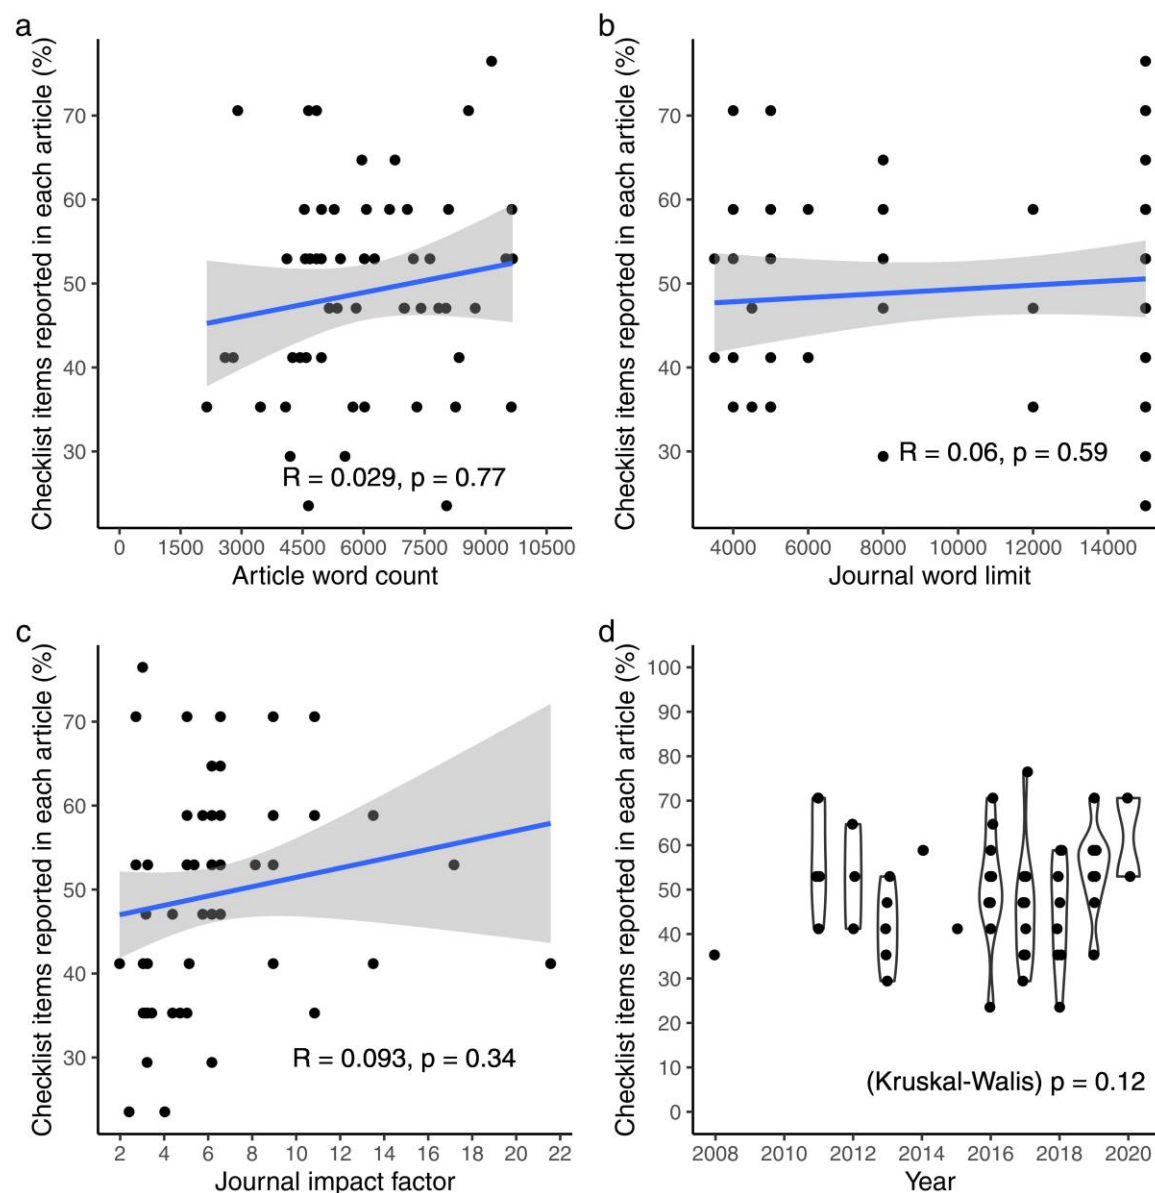 a
Checklist items reported in each article (%)
70
60
50
40
30
R = 0.029, p = 0.77
0 1500 3000 4500 6000 7500 9000 10500
Article word count
b
Checklist items reported in each article (%)
70
60
50
40
30
R = 0.06, p = 0.59
4000 6000 8000 10000 12000 14000
Journal word limit
c
Checklist items reported in each article (%)
70
60
50
40
30
R = 0.093, p = 0.34
2 4 6 8 10 12 14 16 18 20 22
Journal impact factor
d
Checklist items reported in each article (%)
100
90
80
70
60
50
40
30
20
10
0
(Kruskal-Walis) p = 0.12
2008 2010 2012 2014 2016 2018 2020
Year